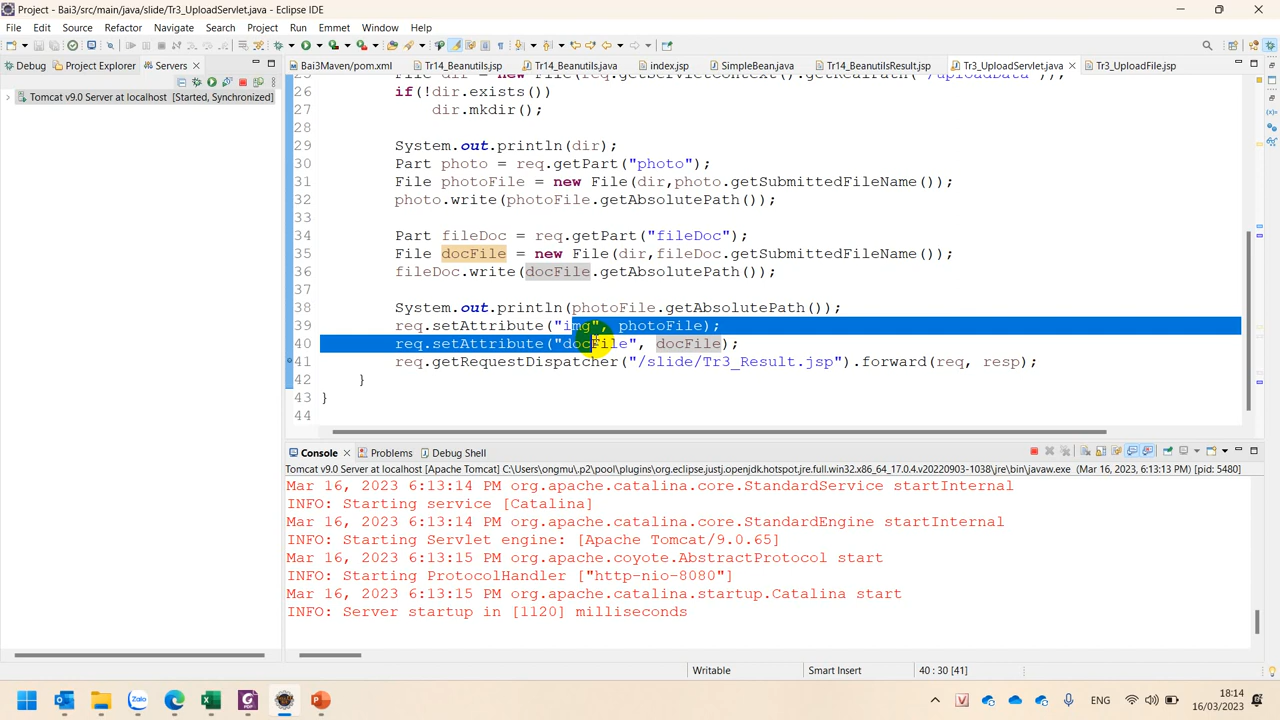 Project - Bai3/src/main/java/slide/Tr3_UploadServlet.java - Eclipse IDE
File Edit Source Refactor Navigate Search Project Run Emmet Window Help
Debug Project Explorer Servers
Bai3Maven/pom.xml Tr14_Beanutils.jsp Tr14_Beanutils.java index.jsp SimpleBean.java Tr14_BeanutilsResult.jsp Tr3_UploadServlet.java Tr3_UploadFile.jsp
Tomcat v9.0 Server at localhost [Started, Synchronized]
25 File dir = new File(req.getServletContext().getRealPath("/uploadData"));
26 if(!dir.exists())
27 dir.mkdir();
28
29 System.out.println(dir);
30 Part photo = req.getPart("photo");
31 File photoFile = new File(dir,photo.getSubmittedFileName());
32 photo.write(photoFile.getAbsolutePath());
33
34 Part fileDoc = req.getPart("fileDoc");
35 File docFile = new File(dir,fileDoc.getSubmittedFileName());
36 fileDoc.write(docFile.getAbsolutePath());
37
38 System.out.println(photoFile.getAbsolutePath());
39 req.setAttribute("img", photoFile);
40 req.setAttribute("docFile", docFile);
41 req.getRequestDispatcher("/slide/Tr3_Result.jsp").forward(req, resp);
42 }
43 }
44
Console Problems Debug Shell
Tomcat v9.0 Server at localhost [Apache Tomcat] C:\Users\ongmu\.p2\pool\plugins\org.eclipse.justj.openjdk.hotspot.jre.full.win32.x86_64_17.0.4.v20220903-1038\jre\bin\javaw.exe (Mar 16, 2023 6:13:13 PM) [pid: 5480]
Mar 16, 2023 6:13:14 PM org.apache.catalina.core.StandardService startInternal
INFO: Starting service [Catalina]
Mar 16, 2023 6:13:14 PM org.apache.catalina.core.StandardEngine startInternal
INFO: Starting Servlet engine: [Apache Tomcat/9.0.65]
Mar 16, 2023 6:13:15 PM org.apache.coyote.AbstractProtocol start
INFO: Starting ProtocolHandler ["http-nio-8080"]
Mar 16, 2023 6:13:15 PM org.apache.catalina.startup.Catalina start
INFO: Server startup in [1120] milliseconds
Writable Smart Insert 40 : 30 [41]
Zalo ENG 18:14
16/03/2023